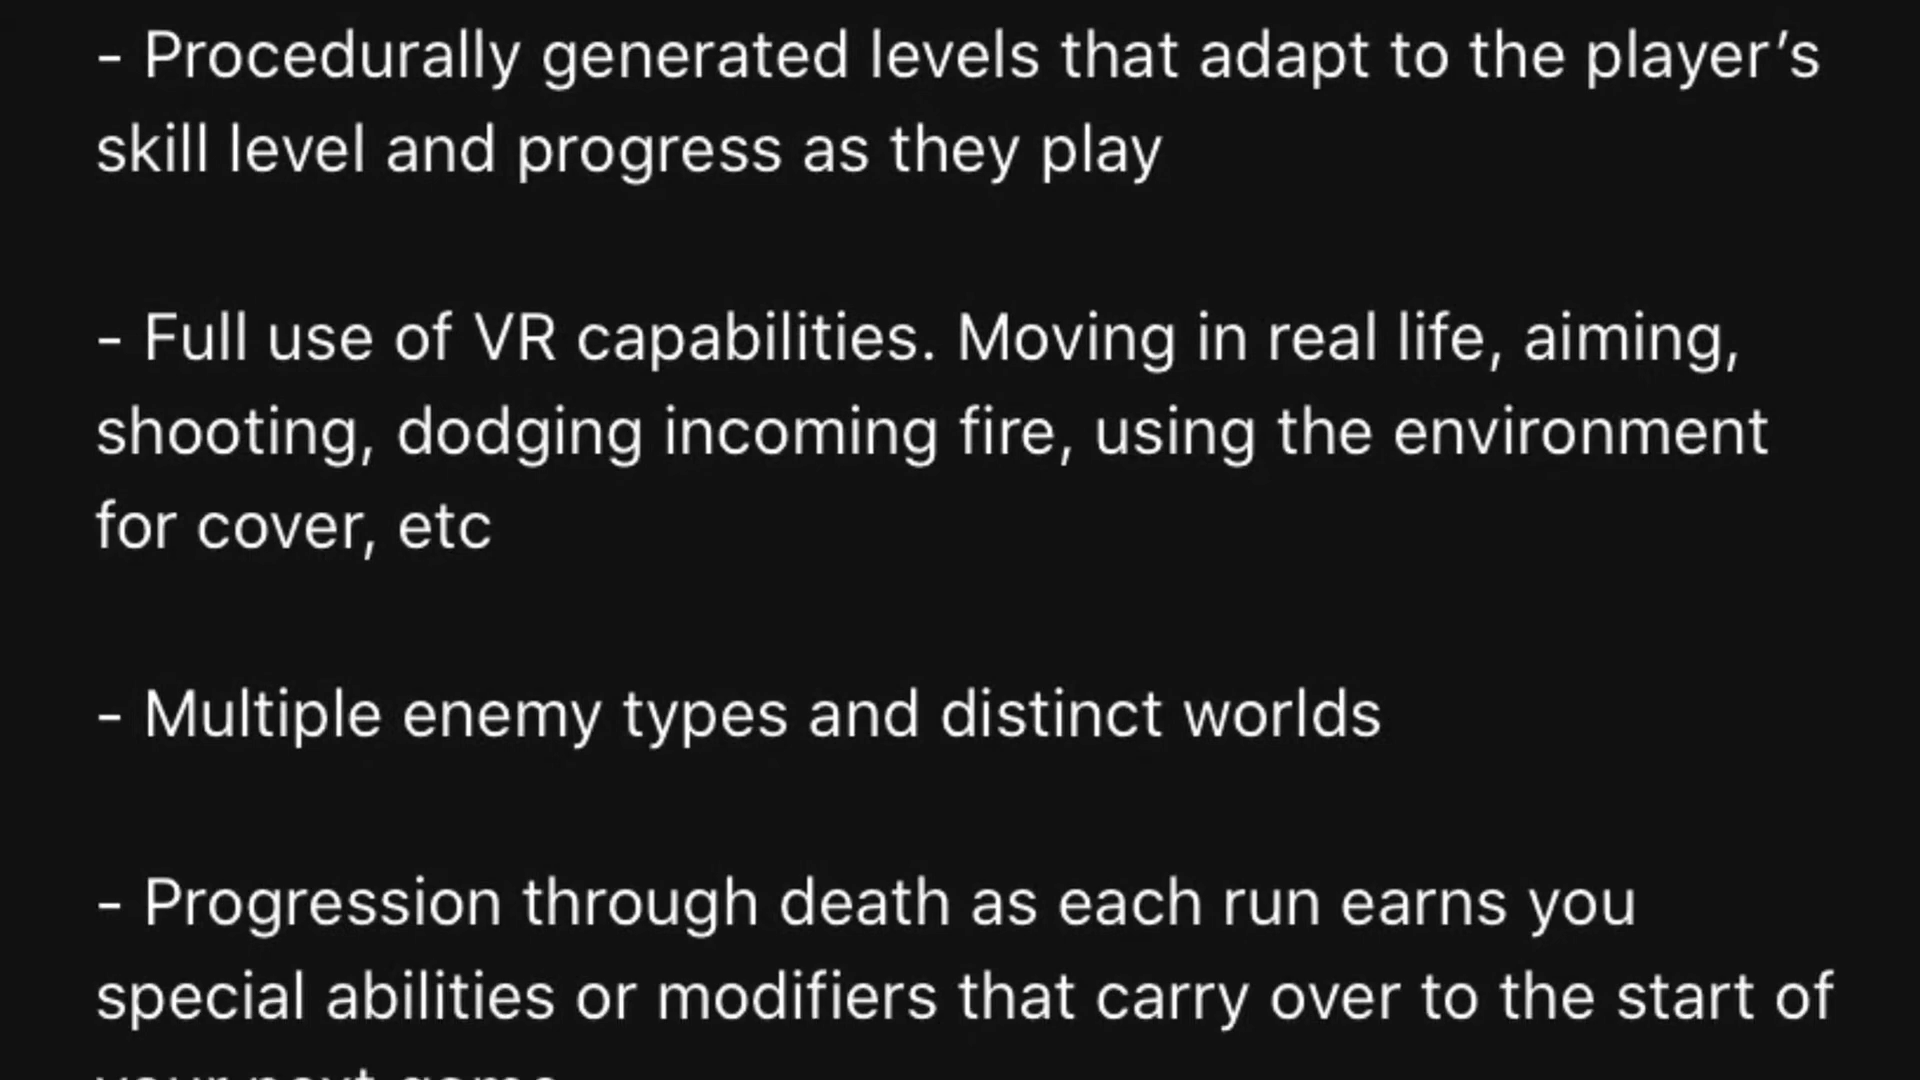 - Procedurally generated levels that adapt to the player’s
skill level and progress as they play
- Full use of VR capabilities. Moving in real life, aiming,
shooting, dodging incoming fire, using the environment
for cover, etc
- Multiple enemy types and distinct worlds
- Progression through death as each run earns you
special abilities or modifiers that carry over to the start of
your next game